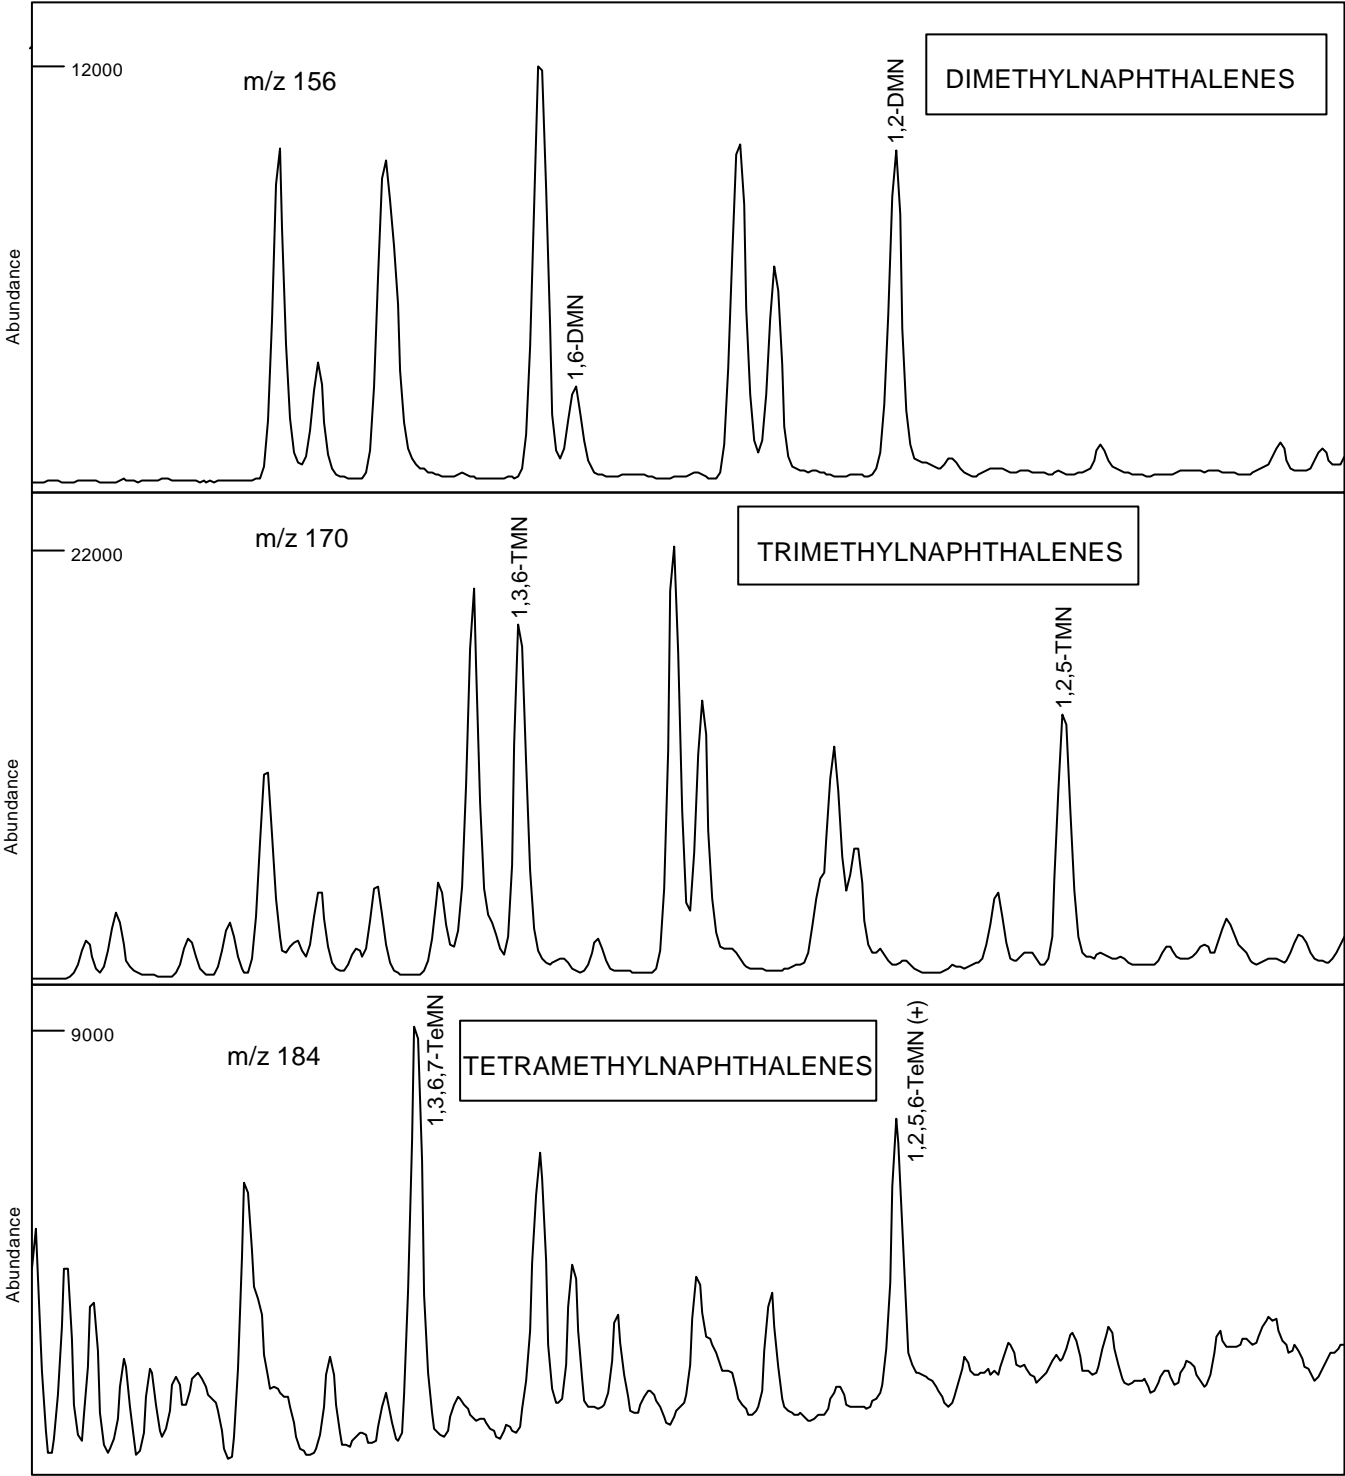 12000
m/z 156
DIMETHYLNAPHTHALENES
1,2-DMN
1,6-DMN
Abundance
22000
m/z 170
1,3,6-TMN
TRIMETHYLNAPHTHALENES
1,2,5-TMN
Abundance
9000
m/z 184
1,3,6,7-TeMN
TETRAMETHYLNAPHTHALENES
1,2,5,6-TeMN (+)
Abundance